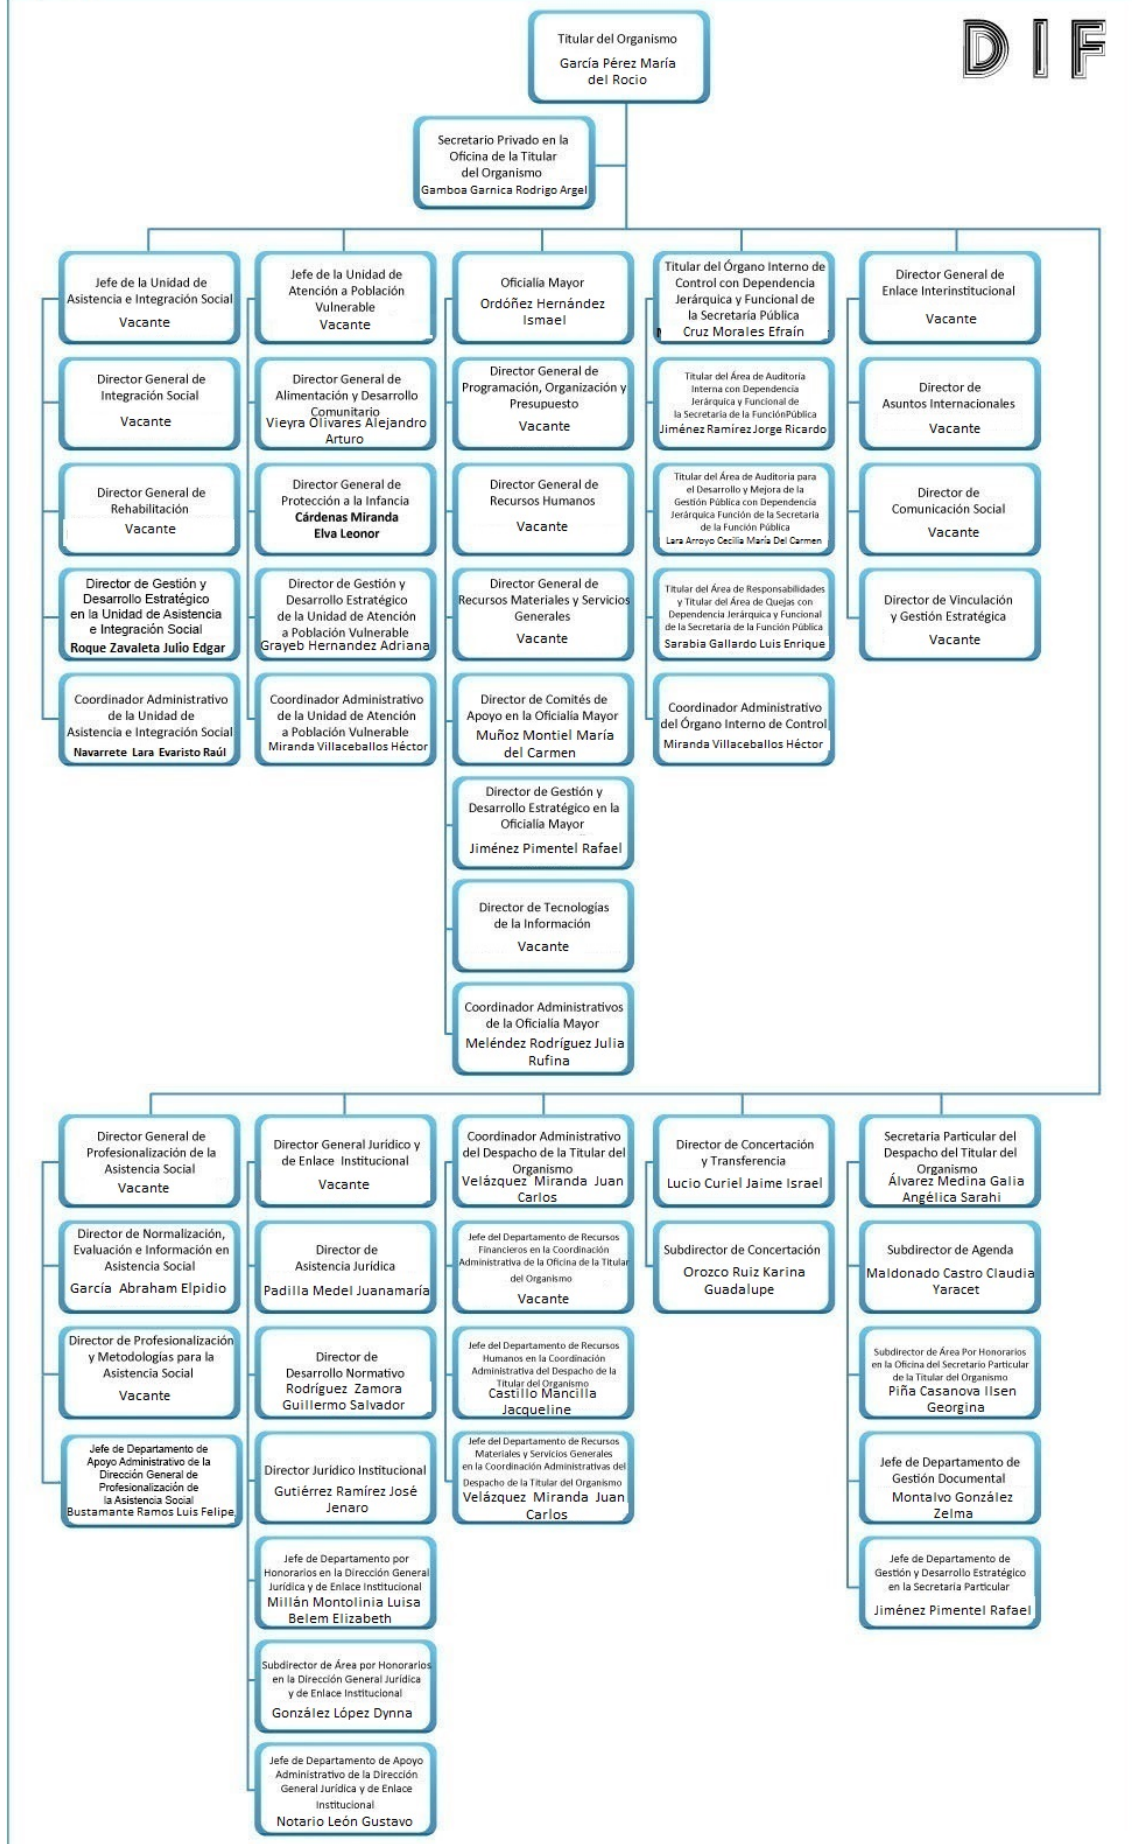 DIF
Titular del Organismo
García Pérez María
del Rocio
Secretario Privado en la
Oficina de la Titular
del Organismo
Gamboa Garnica Rodrigo Argel
Jefe de la Unidad de
Asistencia e Integración Social
Vacante
Director General de
Integración Social
Vacante
Director General de
Rehabilitación
Vacante
Director de Gestión y
Desarrollo Estratégico
en la Unidad de Asistencia
e Integración Social
Roque Zavaleta Julio Edgar
Coordinador Administrativo
de la Unidad de
Asistencia e Integración Social
Navarrete Lara Evaristo Raúl
Jefe de la Unidad de
Atención a Población
Vulnerable
Vacante
Director General de
Alimentación y Desarrollo
Comunitario
Vieyra Olivares Alejandro
Arturo
Director General de
Protección a la Infancia
Cárdenas Miranda
Elva Leonor
Director de Gestión y
Desarrollo Estratégico
de la Unidad de Atención
a Población Vulnerable
Grayeb Hernandez Adriana
Coordinador Administrativo
de la Unidad de Atención
a Población Vulnerable
Miranda Villaceballos Héctor
Oficialía Mayor
Ordóñez Hernández
Ismael
Director General de
Programación, Organización y
Presupuesto
Vacante
Director General de
Recursos Humanos
Vacante
Director General de
Recursos Materiales y Servicios
Generales
Vacante
Director de Comités de
Apoyo en la Oficialía Mayor
Muñoz Montiel María
del Carmen
Director de Gestión y
Desarrollo Estratégico en la
Oficialía Mayor
Jiménez Pimentel Rafael
Director de Tecnologías
de la Información
Vacante
Coordinador Administrativos
de la Oficialía Mayor
Meléndez Rodríguez Julia
Rufina
Titular del Órgano Interno de
Control con Dependencia
Jerárquica y Funcional de
la Secretaría Pública
Cruz Morales Efraín
Titular del Área de Auditoría
Interna con Dependencia
Jerárquica y Funcional de
la Secretaria de la FunciónPública
Jiménez Ramírez Jorge Ricardo
Titular del Área de Auditoria para
el Desarrollo y Mejora de la
Gestión Pública con Dependencia
Jerárquica Función de la Secretaria
de la Función Pública
Lara Arroyo Cecilia María Del Carmen
Titular del Área de Responsabilidades
y Titular del Área de Quejas con
Dependencia Jerárquica y Funcional
de la Secretaria de la Función Pública
Sarabia Gallardo Luis Enrique
Coordinador Administrativo
del Órgano Interno de Control
Miranda Villaceballos Héctor
Director General de
Enlace Interinstitucional
Vacante
Director de
Asuntos Internacionales
Vacante
Director de
Comunicación Social
Vacante
Director de Vinculación
y Gestión Estratégica
Vacante
Director General de
Profesionalización de la
Asistencia Social
Vacante
Director de Normalización,
Evaluación e Información en
Asistencia Social
García Abraham Elpidio
Director de Profesionalización
y Metodologías para la
Asistencia Social
Vacante
Jefe de Departamento de
Apoyo Administrativo de la
Dirección General de
Profesionalización de
la Asistencia Social
Bustamante Ramos Luis Felipe
Director General Jurídico y
de Enlace Institucional
Vacante
Director de
Asistencia Jurídica
Padilla Medel Juanamaría
Director de
Desarrollo Normativo
Rodríguez Zamora
Guillermo Salvador
Director Jurídico Institucional
Gutiérrez Ramírez José
Jenaro
Jefe de Departamento por
Honorarios en la Dirección General
Jurídica y de Enlace Institucional
Millán Montolinia Luisa
Belem Elizabeth
Subdirector de Área por Honorarios
en la Dirección General Jurídica
y de Enlace Institucional
González López Dynna
Jefe de Departamento de Apoyo
Administrativo de la Dirección
General Jurídica y de Enlace
Institucional
Notario León Gustavo
Coordinador Administrativo
del Despacho de la Titular del
Organismo
Velázquez Miranda Juan
Carlos
Jefe del Departamento de Recursos
Financieros en la Coordinación
Administrativa de la Oficina de la Titular
del Organismo
Vacante
Jefe del Departamento de Recursos
Humanos en la Coordinación
Administrativa del Despacho de la
Titular del Organismo
Castillo Mancilla
Jacqueline
Jefe del Departamento de Recursos
Materiales y Servicios Generales
en la Coordinación Administrativas del
Despacho de la Titular del Organismo
Velázquez Miranda Juan
Carlos
Director de Concertación
y Transferencia
Lucio Curiel Jaime Israel
Subdirector de Concertación
Orozco Ruiz Karina
Guadalupe
Secretaria Particular del
Despacho del Titular del
Organismo
Álvarez Medina Galia
Angélica Sarahi
Subdirector de Agenda
Maldonado Castro Claudia
Yaracet
Subdirector de Área Por Honorarios
en la Oficina del Secretario Particular
de la Titular del Organismo
Piña Casanova Ilsen
Georgina
Jefe de Departamento de
Gestión Documental
Montalvo González
Zelma
Jefe de Departamento de
Gestión y Desarrollo Estratégico
en la Secretaria Particular
Jiménez Pimentel Rafael